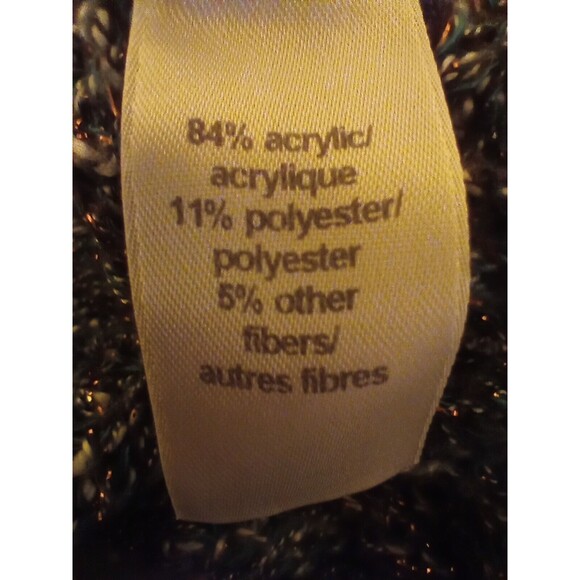 84% acrylic/
acrylique
11% polyester/
polyester
5% other
fibers/
autres fibres